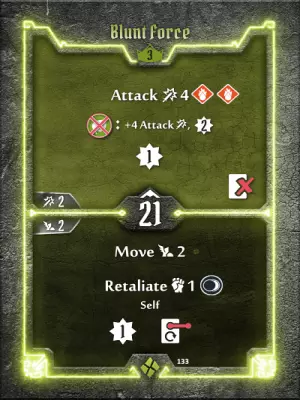 Blunt Force
3
Attack 4
: +4 Attack , 2
1
2
21
2
Move 2
Retaliate 1
Self
1
133